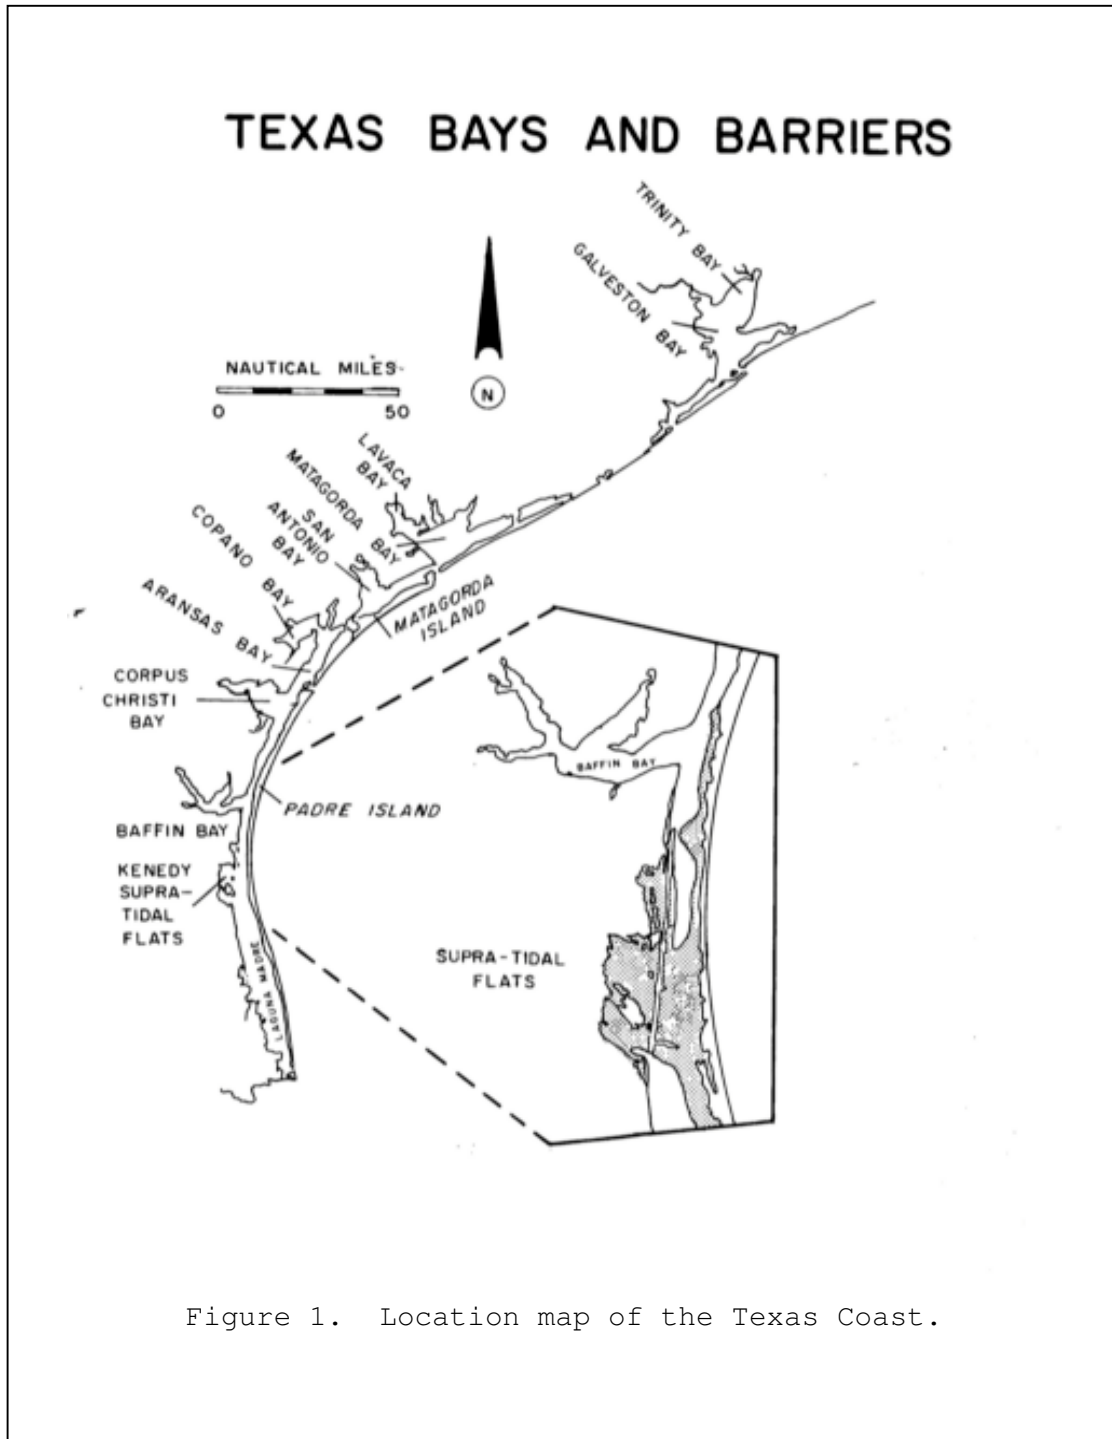 TEXAS BAYS AND BARRIERS
TRINITY BAY
GALVESTON BAY
NAUTICAL MILES
0 50
N
LAVACA
BAY
MATAGORDA BAY
SAN
ANTONIO
BAY
COPANO BAY
ARANSAS BAY
MATAGORDA
ISLAND
CORPUS
CHRISTI
BAY
BAFFIN BAY
PADRE ISLAND
BAFFIN BAY
KENEDY
SUPRA-
TIDAL
FLATS
LAGUNA MADRE
SUPRA-TIDAL
FLATS
Figure 1. Location map of the Texas Coast.